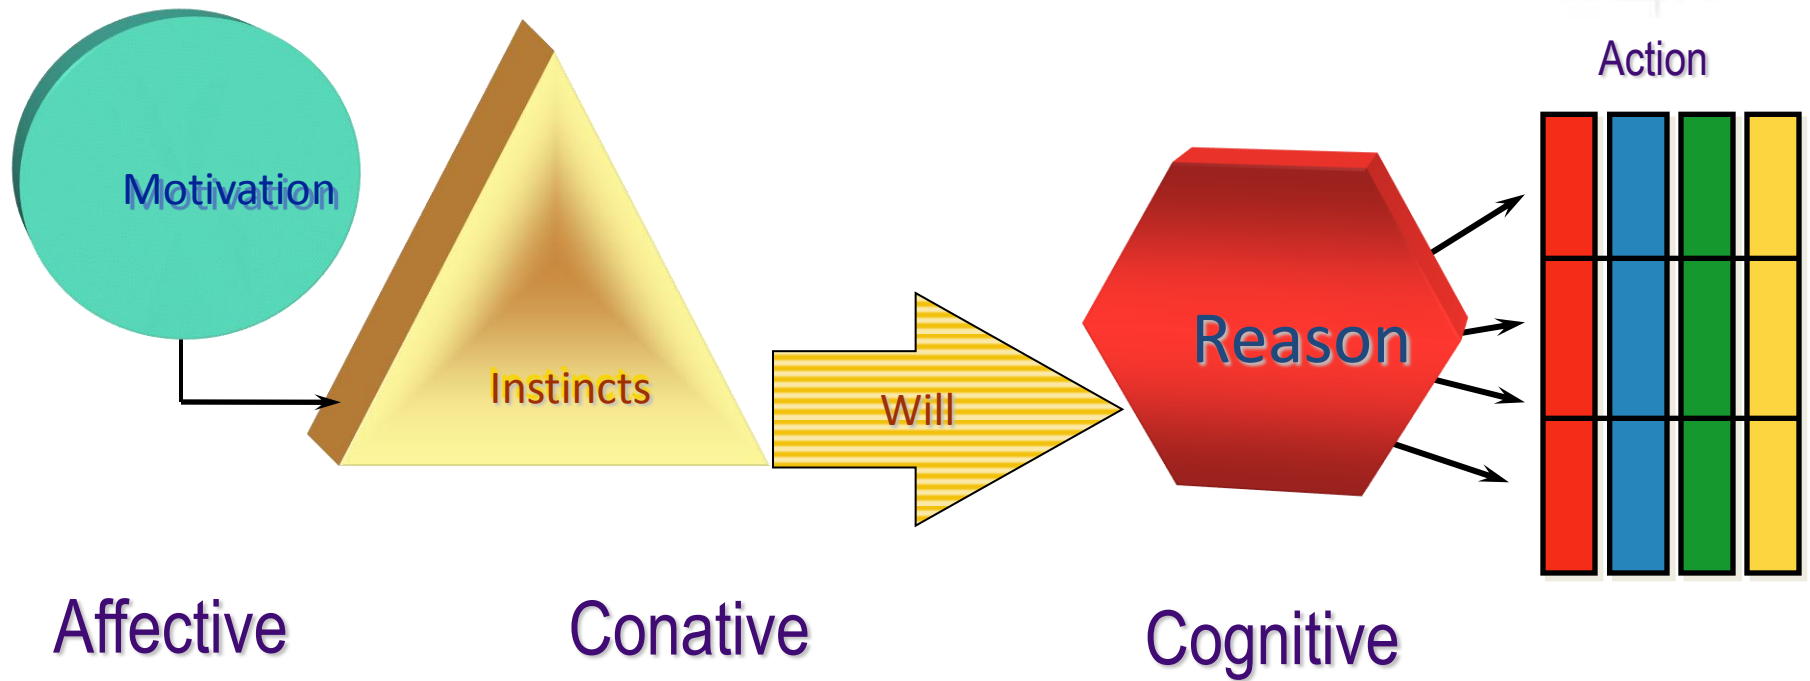 Action
Motivation
Instincts
Will
Reason
Affective
Conative
Cognitive